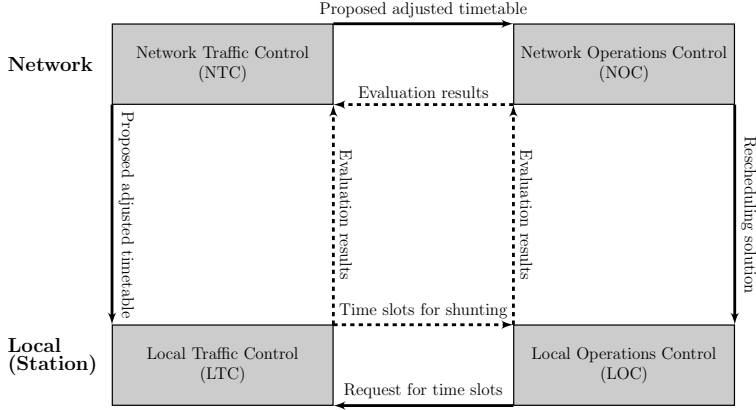 Proposed adjusted timetable
Network
Network Traffic Control
(NTC)
Network Operations Control
(NOC)
Evaluation results
Proposed adjusted timetable
Evaluation results
Evaluation results
Rescheduling solution
Time slots for shunting
Local
(Station)
Local Traffic Control
(LTC)
Local Operations Control
(LOC)
Request for time slots